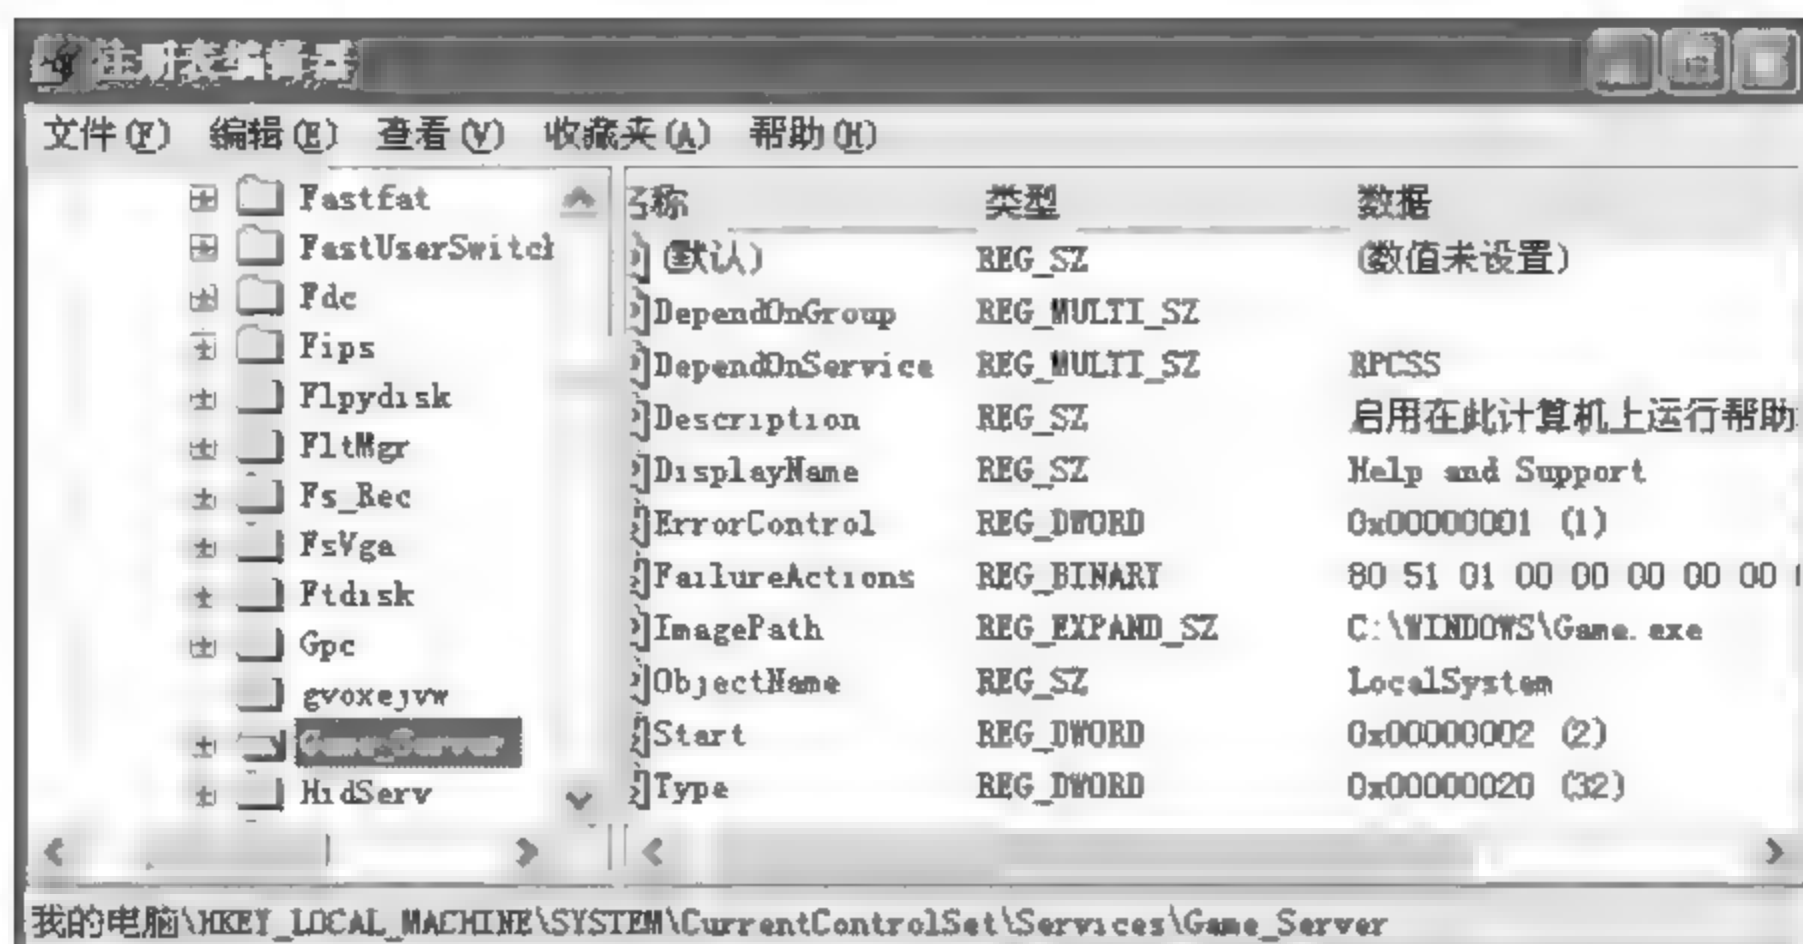 注册表编辑器
文件(F) 编辑(E) 查看(V) 收藏夹(A) 帮助(H)
Fastfat
FastUserSwitch
Fdc
Fips
Flpydisk
FltMgr
Fs_Rec
FsVga
Ftdisk
Gpc
gvoxejvw
Game_Server
HidServ
名称 类型 数据
(默认) REG_SZ (数值未设置)
DependOnGroup REG_MULTI_SZ
DependOnService REG_MULTI_SZ RPCSS
Description REG_SZ 启用在此计算机上运行帮助
DisplayName REG_SZ Help and Support
ErrorControl REG_DWORD 0x00000001 (1)
FailureActions REG_BINARY 80 51 01 00 00 00 00 00
ImagePath REG_EXPAND_SZ C:\WINDOWS\Game.exe
ObjectName REG_SZ LocalSystem
Start REG_DWORD 0x00000002 (2)
Type REG_DWORD 0x00000020 (32)
我的电脑\HKEY_LOCAL_MACHINE\SYSTEM\CurrentControlSet\Services\Game_Server